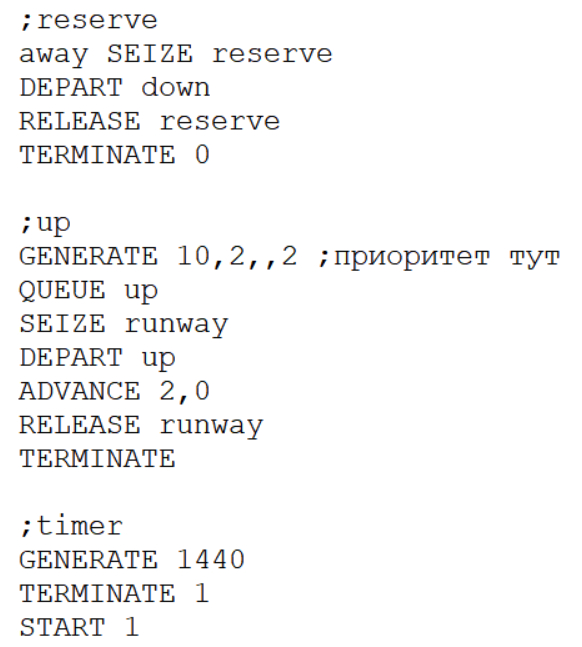 ;reserve
away SEIZE reserve
DEPART down
RELEASE reserve
TERMINATE 0
;up
GENERATE 10,2,,2 ;приоритет тут
QUEUE up
SEIZE runway
DEPART up
ADVANCE 2,0
RELEASE runway
TERMINATE
;timer
GENERATE 1440
TERMINATE 1
START 1